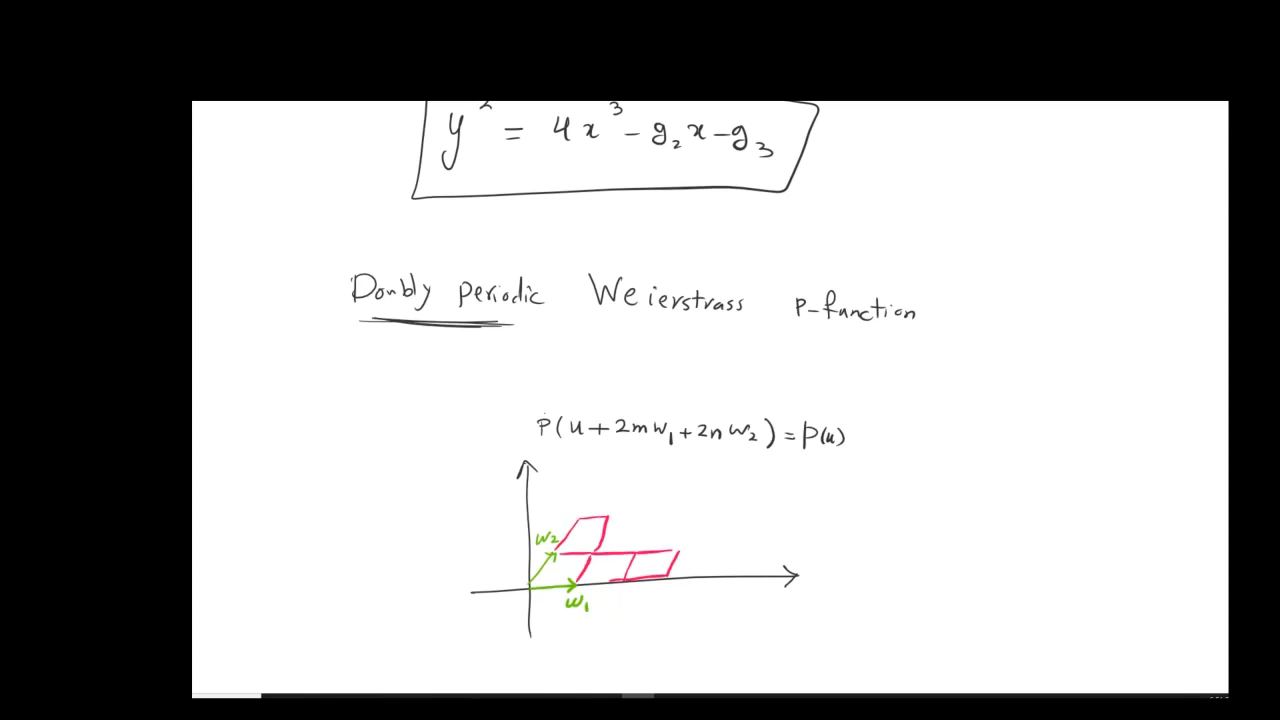 y² = 4x³ - g₂x - g₃
Doubly periodic Weierstrass P-function
P(u+2mw₁+2nw₂)=P(u)
w₂
w₁